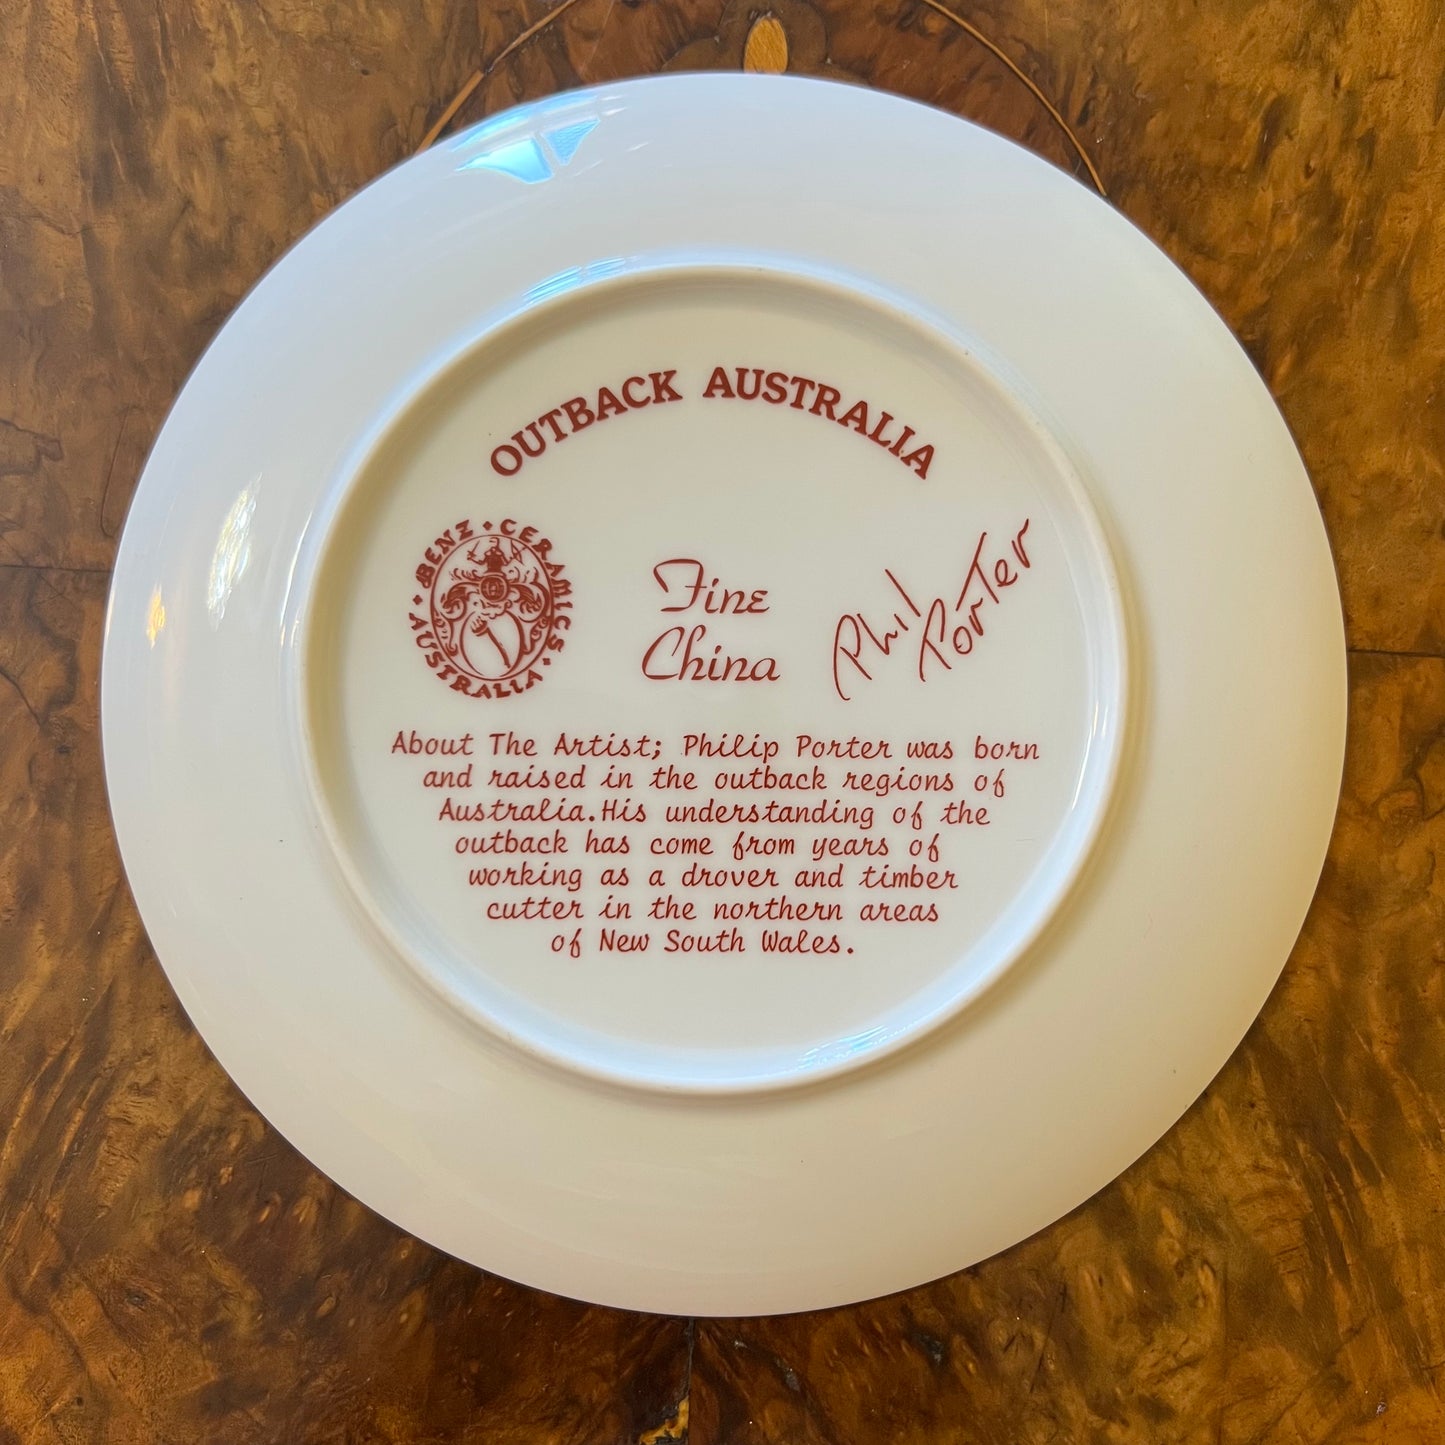 OUTBACK AUSTRALIA
BENZ • CERAMICS • AUSTRALIA •
Fine
China
Phil
Porter
About The Artist; Philip Porter was born
and raised in the outback regions of
Australia.His understanding of the
outback has come from years of
working as a drover and timber
cutter in the northern areas
of New South Wales.